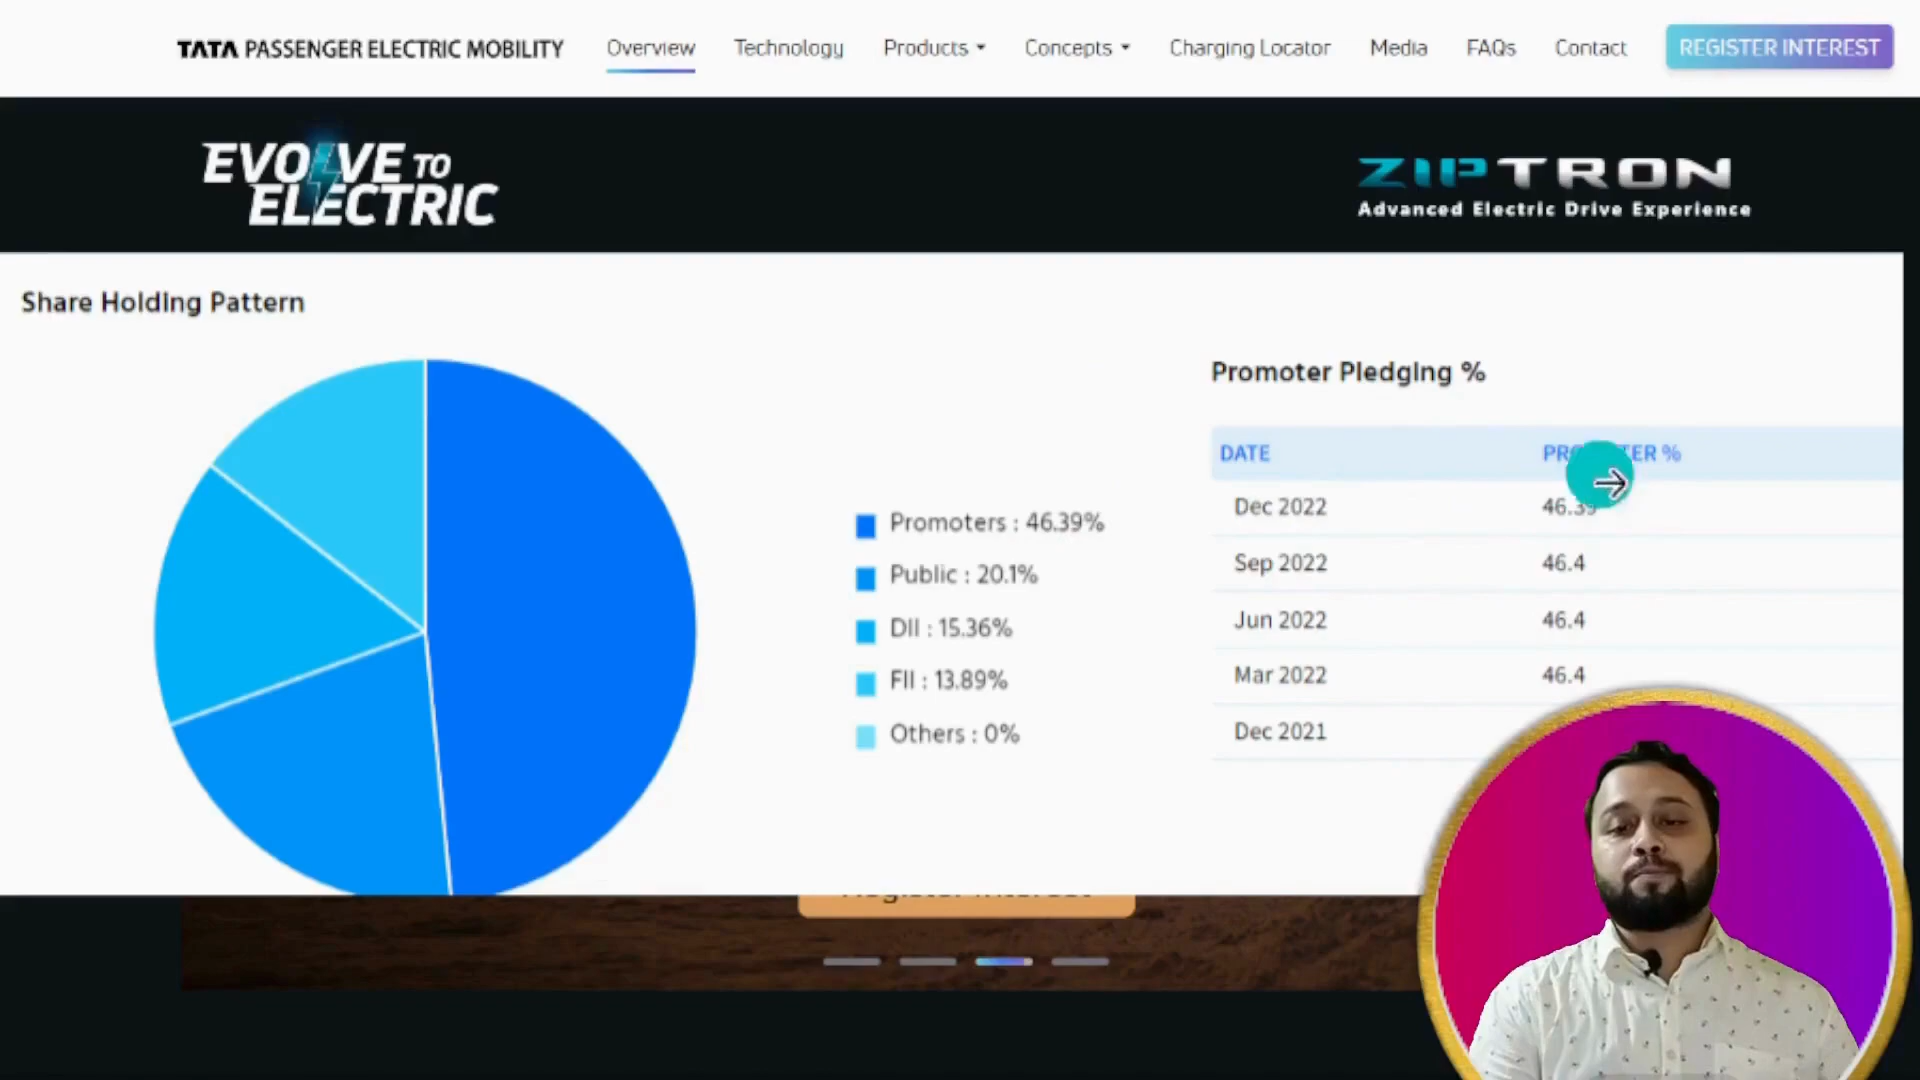 TATA PASSENGER ELECTRIC MOBILITY
Overview
Technology
Products
Concepts
Charging Locator
Media
FAQs
Contact
REGISTER INTEREST
EVOLVE TO
ELECTRIC
ZIPTRON
Advanced Electric Drive Experience
Share Holding Pattern
Promoters : 46.39%
Public : 20.1%
DII : 15.36%
FII : 13.89%
Others : 0%
Promoter Pledging %
DATE
%
Dec 2022
46.39
Sep 2022
46.4
Jun 2022
46.4
Mar 2022
46.4
Dec 2021